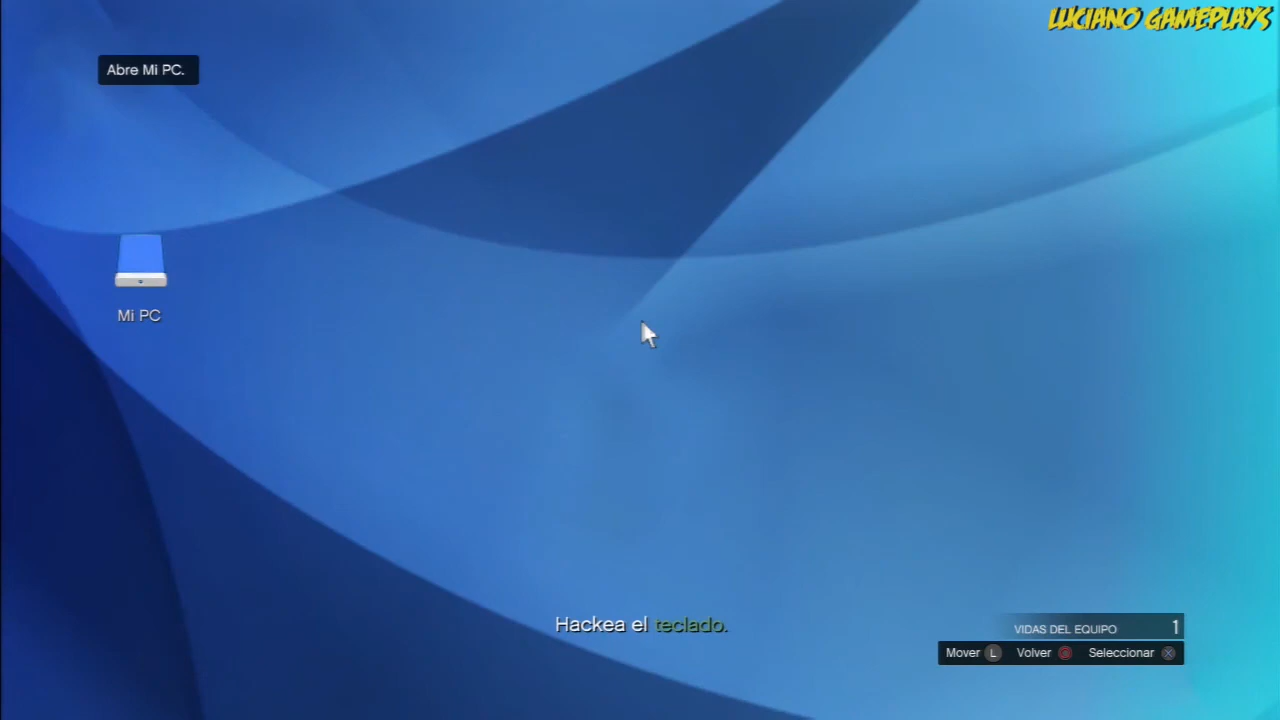 LUCIANO GAMEPLAYS
Abre Mi PC.
Mi PC
Hackea el teclado.
VIDAS DEL EQUIPO 1
Mover L Volver Seleccionar